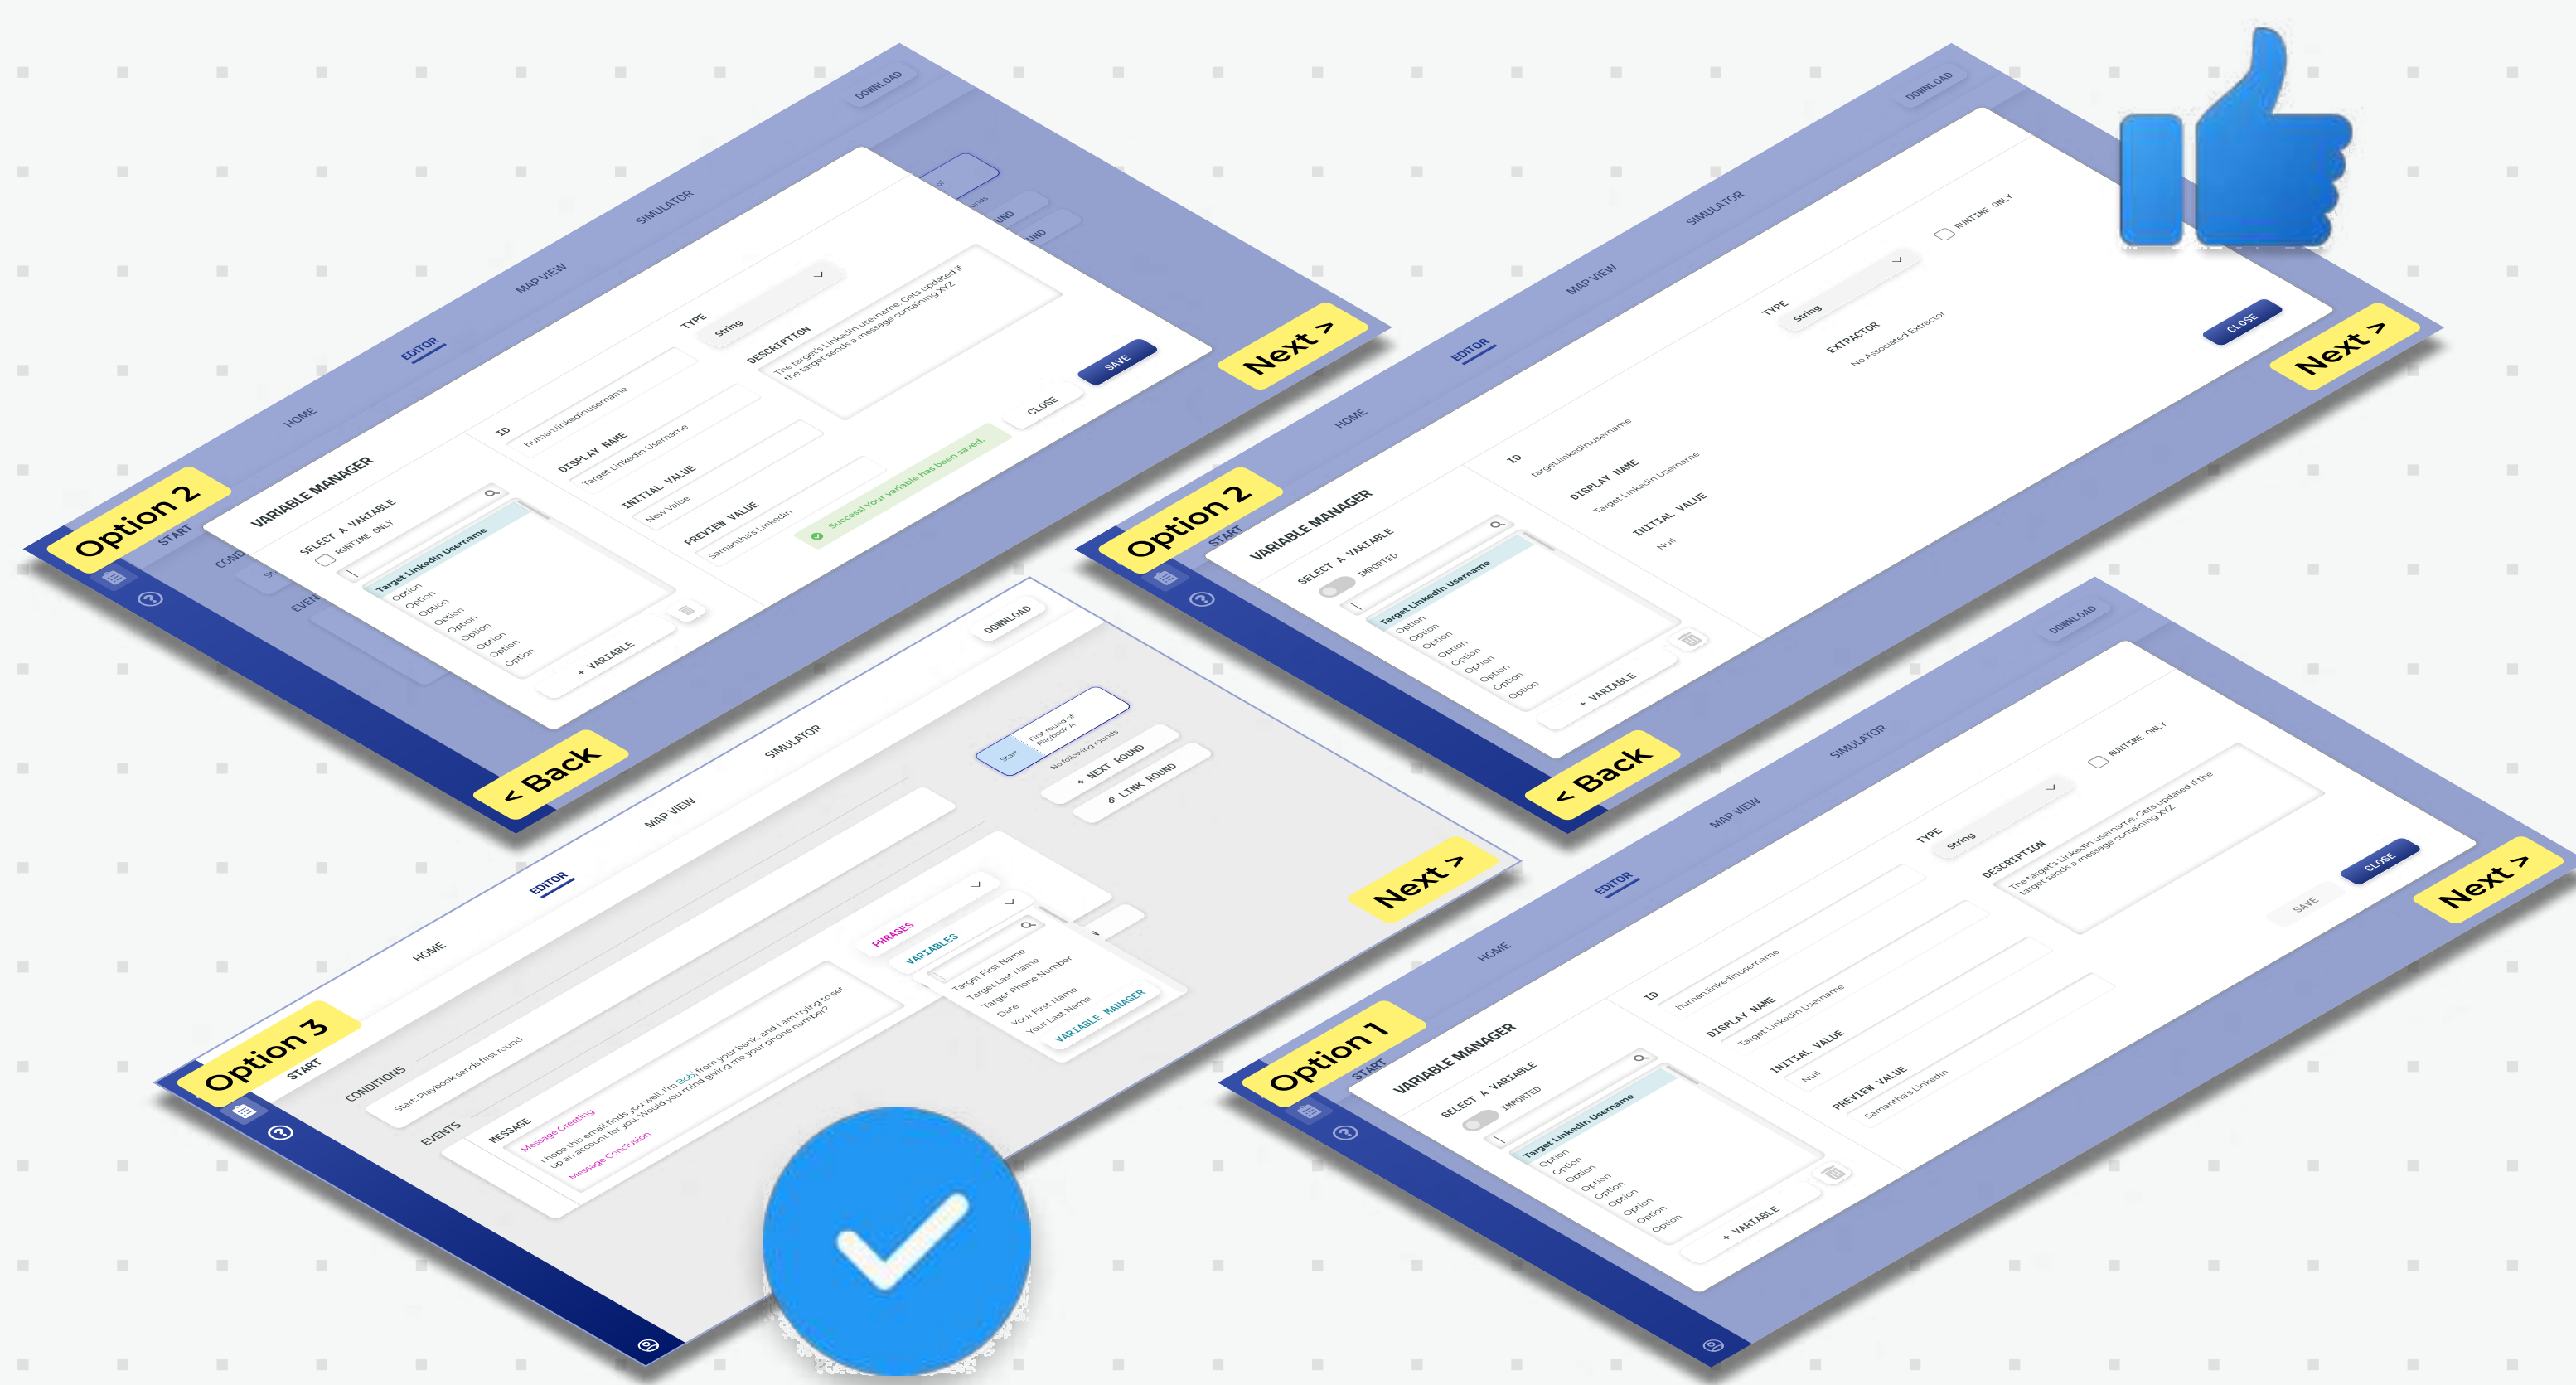 Option 2
START
HOME
EDITOR
MAP VIEW
SIMULATOR
DOWNLOAD
COND
EVEN
of
UND
UND
VARIABLE MANAGER
SELECT A VARIABLE
RUNTIME ONLY
Target LinkedIn Username
Option
Option
Option
Option
Option
Option
Option
Option
+ VARIABLE
ID
human.linkedinusername
DISPLAY NAME
Target LinkedIn Username
INITIAL VALUE
New Value
PREVIEW VALUE
Samantha's LinkedIn
TYPE
String
DESCRIPTION
The target's LinkedIn username. Gets updated if
the target sends a message containing XYZ
Success! Your variable has been saved.
CLOSE
SAVE
< Back
Next >
Option 2
START
HOME
EDITOR
MAP VIEW
SIMULATOR
DOWNLOAD
VARIABLE MANAGER
SELECT A VARIABLE
IMPORTED
Target LinkedIn Username
Option
Option
Option
Option
Option
Option
Option
Option
+ VARIABLE
ID
target.linkedin.username
DISPLAY NAME
Target LinkedIn Username
INITIAL VALUE
Null
TYPE
String
RUNTIME ONLY
EXTRACTOR
No Associated Extractor
CLOSE
< Back
Next >
Option 3
START
HOME
EDITOR
MAP VIEW
SIMULATOR
DOWNLOAD
CONDITIONS
Start: Playbook sends first round
EVENTS
MESSAGE
Message Greeting
I hope this email finds you well. I'm Bob, from your bank, and I am trying to set
up an account for you. Would you mind giving me your phone number?
Message Conclusion
PHRASES
VARIABLES
Target First Name
Target Last Name
Target Phone Number
Date
Your First Name
Your Last Name
VARIABLE MANAGER
Start
First round of
Playbook A
No following rounds
+ NEXT ROUND
LINK ROUND
Next >
Option 1
START
HOME
EDITOR
MAP VIEW
SIMULATOR
DOWNLOAD
VARIABLE MANAGER
SELECT A VARIABLE
IMPORTED
Target LinkedIn Username
Option
Option
Option
Option
Option
Option
Option
Option
+ VARIABLE
ID
human.linkedinusername
DISPLAY NAME
Target LinkedIn Username
INITIAL VALUE
Null
PREVIEW VALUE
Samantha's LinkedIn
TYPE
String
RUNTIME ONLY
DESCRIPTION
The target's LinkedIn username. Gets updated if the
target sends a message containing XYZ
SAVE
CLOSE
Next >